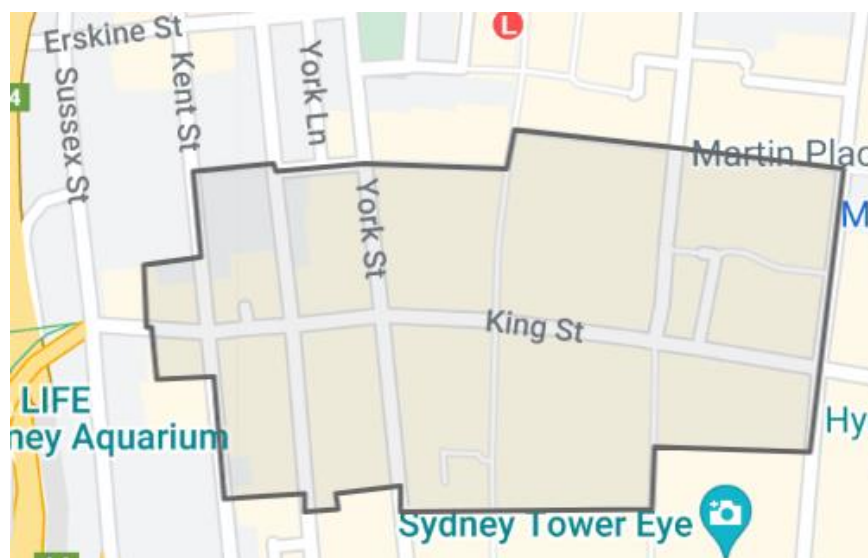 Erskine St
4
Sussex St
Kent St
York Ln
L
Martin Plac
M
York St
King St
LIFE
ney Aquarium
Hy
Sydney Tower Eye